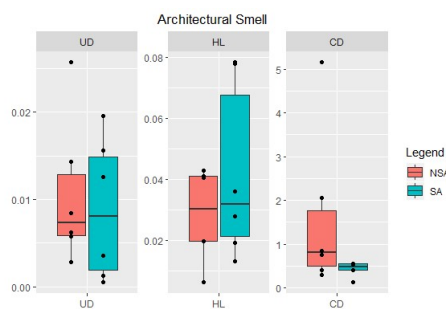 Architectural Smell
UD HL CD
0.02
0.01
0.00
UD
0.08
0.06
0.04
0.02
HL
5
4
3
2
1
0
CD
Legend
NSA
SA